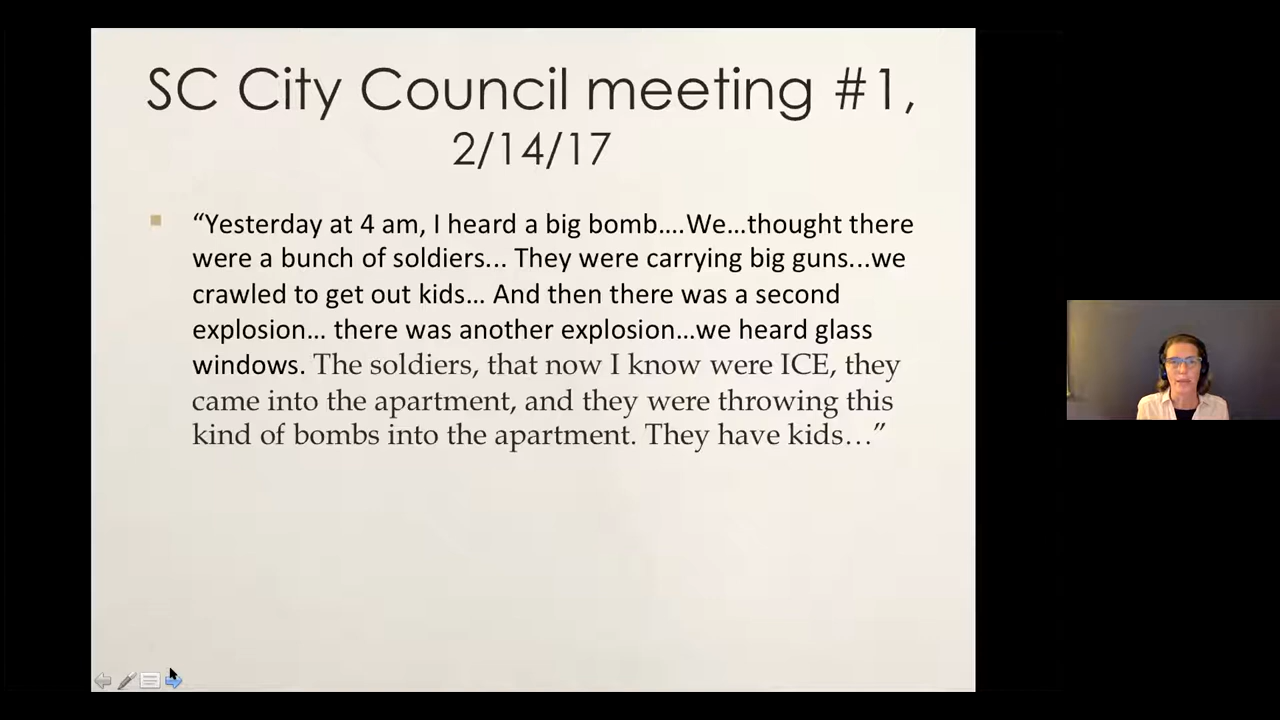 SC City Council meeting #1,
2/14/17
“Yesterday at 4 am, I heard a big bomb….We…thought there
were a bunch of soldiers... They were carrying big guns...we
crawled to get out kids… And then there was a second
explosion… there was another explosion…we heard glass
windows. The soldiers, that now I know were ICE, they
came into the apartment, and they were throwing this
kind of bombs into the apartment. They have kids…”